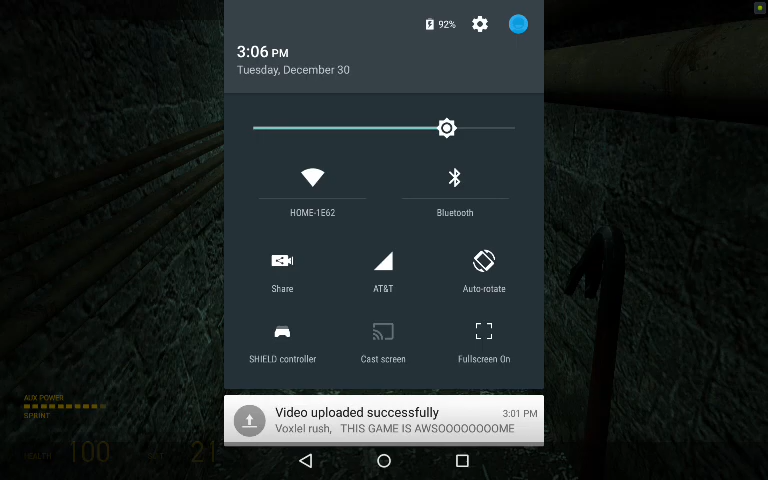 92%
3:06 PM
Tuesday, December 30
HOME-1E62
Bluetooth
Share
AT&T
Auto-rotate
SHIELD controller
Cast screen
Fullscreen On
Video uploaded successfully 3:01 PM
Voxlel rush, THIS GAME IS AWSOOOOOOOOME
AUX POWER
SPRINT
HEALTH 100
21